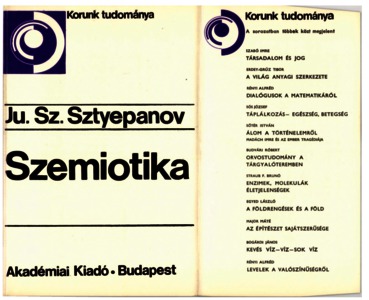 Korunk tudománya
Ju. Sz. Sztyepanov
Szemiotika
Akadémiai Kiadó • Budapest
Korunk tudománya
A sorozatban többek közt megjelent
SZABÓ IMRE
TÁRSADALOM ÉS JOG
ERDEY-GRÚZ TIBOR
A VILÁG ANYAGI SZERKEZETE
RÉNYI ALFRÉD
DIALÓGUSOK A MATEMATIKÁRÓL
SÓS JÓZSEF
TÁPLÁLKOZÁS– EGÉSZSÉG, BETEGSÉG
SŐTÉR ISTVÁN
ÁLOM A TÖRTÉNELEMRŐL
MADÁCH IMRE ÉS AZ EMBER TRAGÉDIÁJA
BUDVÁRI RÓBERT
ORVOSTUDOMÁNY A
TÁRGYALÓTEREMBEN
STRAUB F. BRUNÓ
ENZIMEK, MOLEKULÁK
ÉLETJELENSÉGEK
EGYED LÁSZLÓ
A FÖLDRENGÉSEK ÉS A FÖLD
MAJOR MÁTÉ
AZ ÉPÍTÉSZET SAJÁTSZERŰSÉGE
BOGÁRDI JÁNOS
KEVÉS VÍZ–VÍZ–SOK VÍZ
RÉNYI ALFRÉD
LEVELEK A VALÓSZÍNŰSÉGRŐL